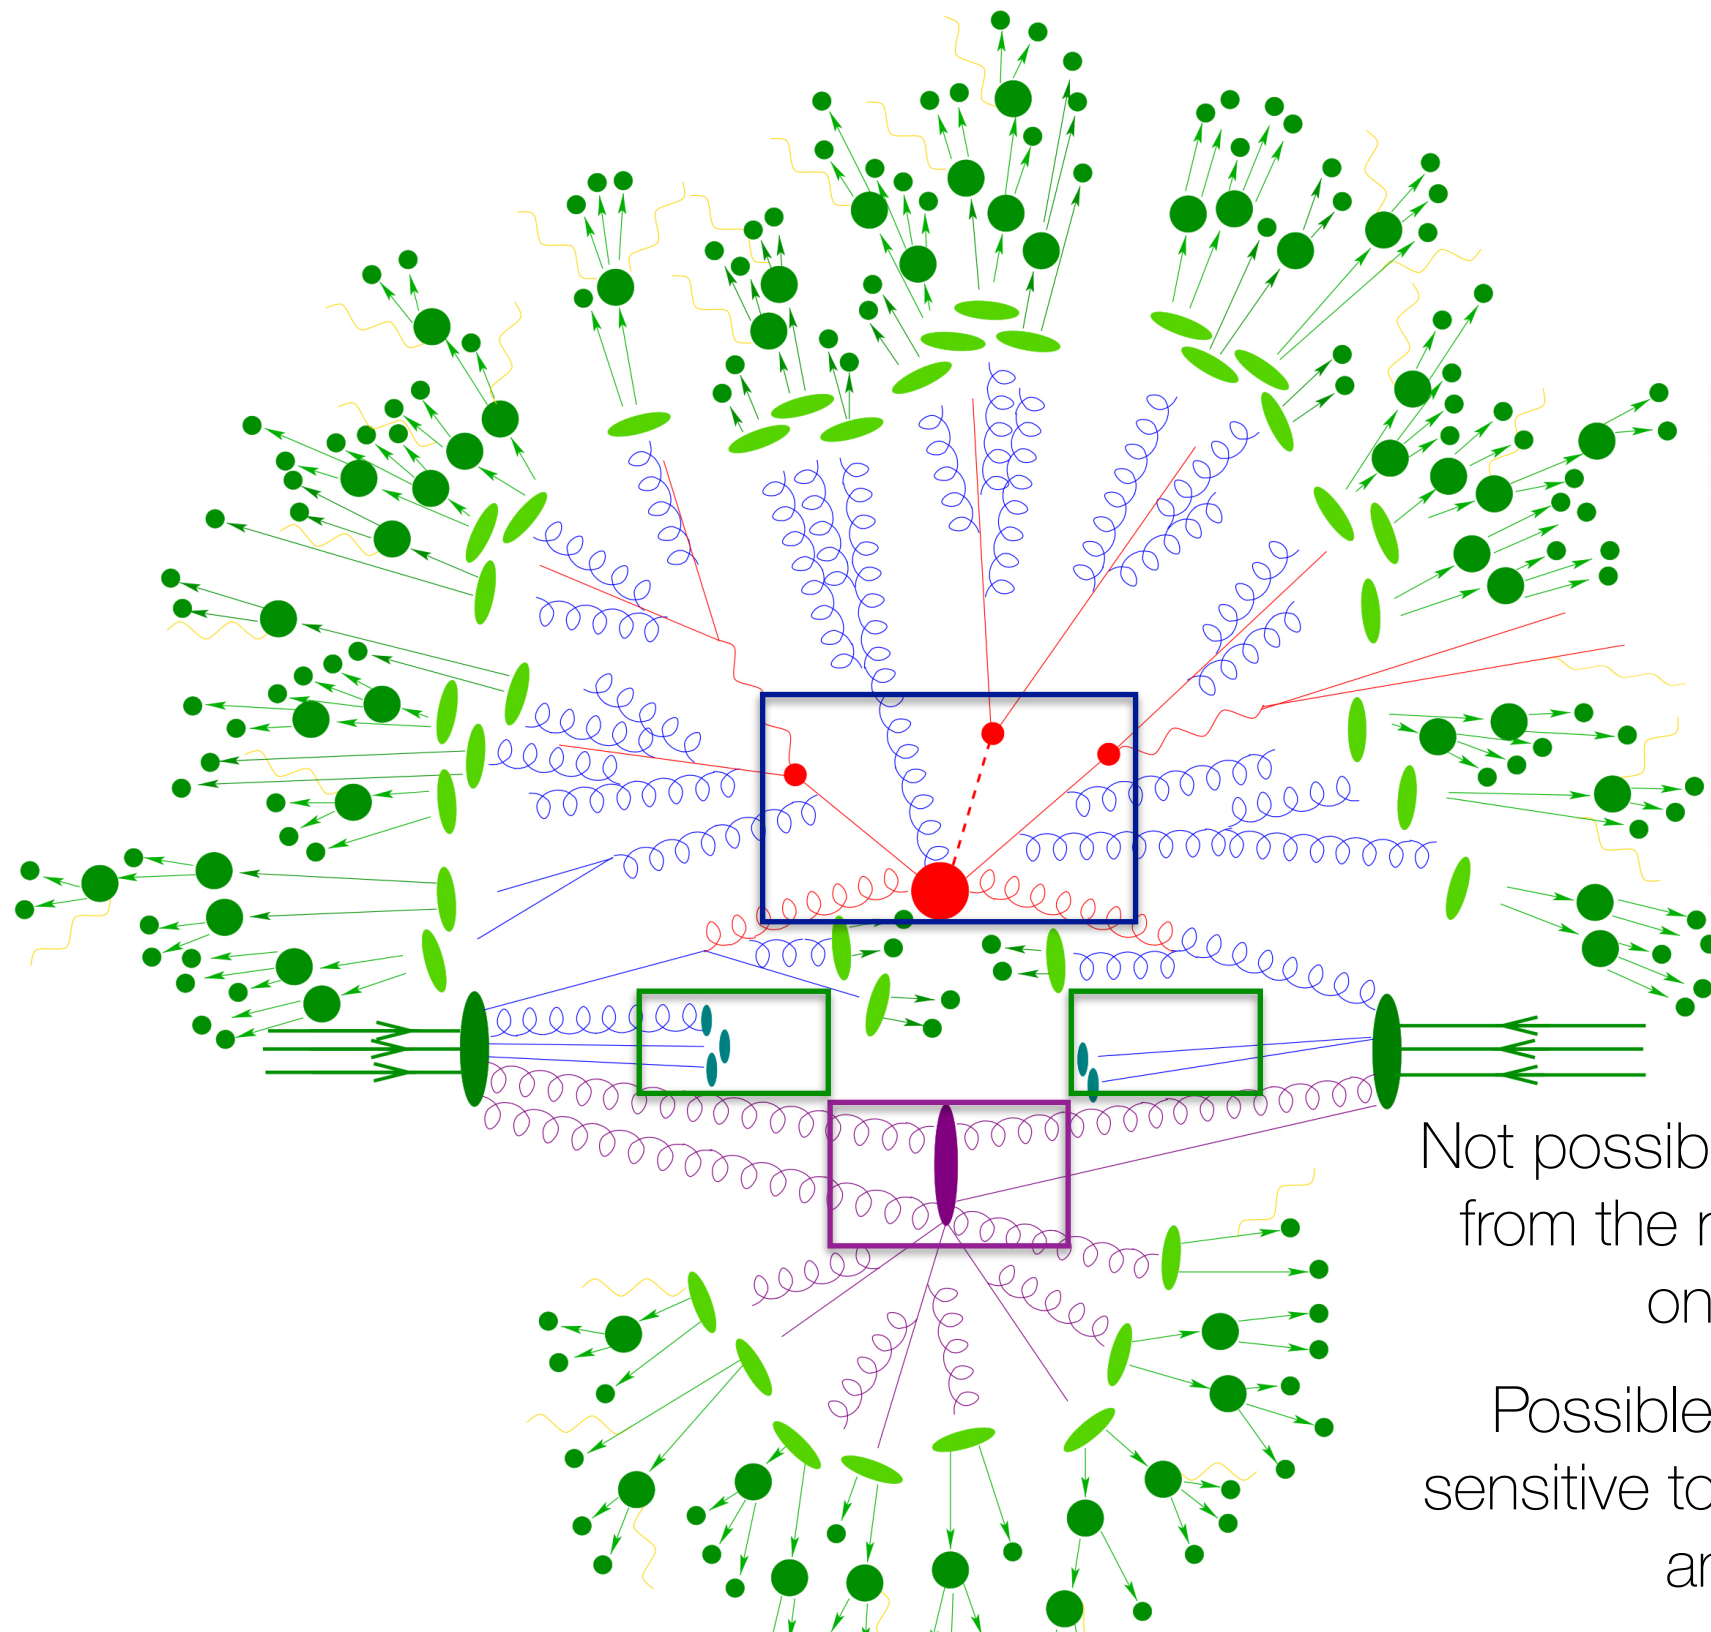 Not possib
from the r
on
Possible
sensitive to
ar